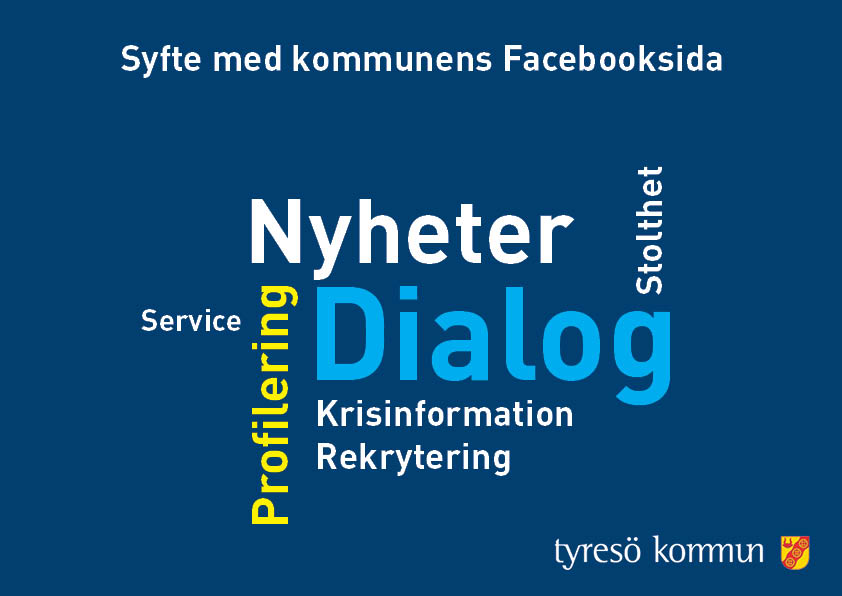 Syfte med kommunens Facebooksida
Stolthet
Nyheter
Service
Profilering
Dialog
Krisinformation
Rekrytering
tyresö kommun